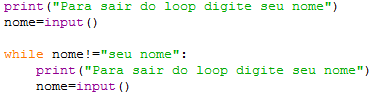 print("Para sair do loop digite seu nome")
nome=input()
while nome!="seu nome":
    print("Para sair do loop digite seu nome")
    nome=input()